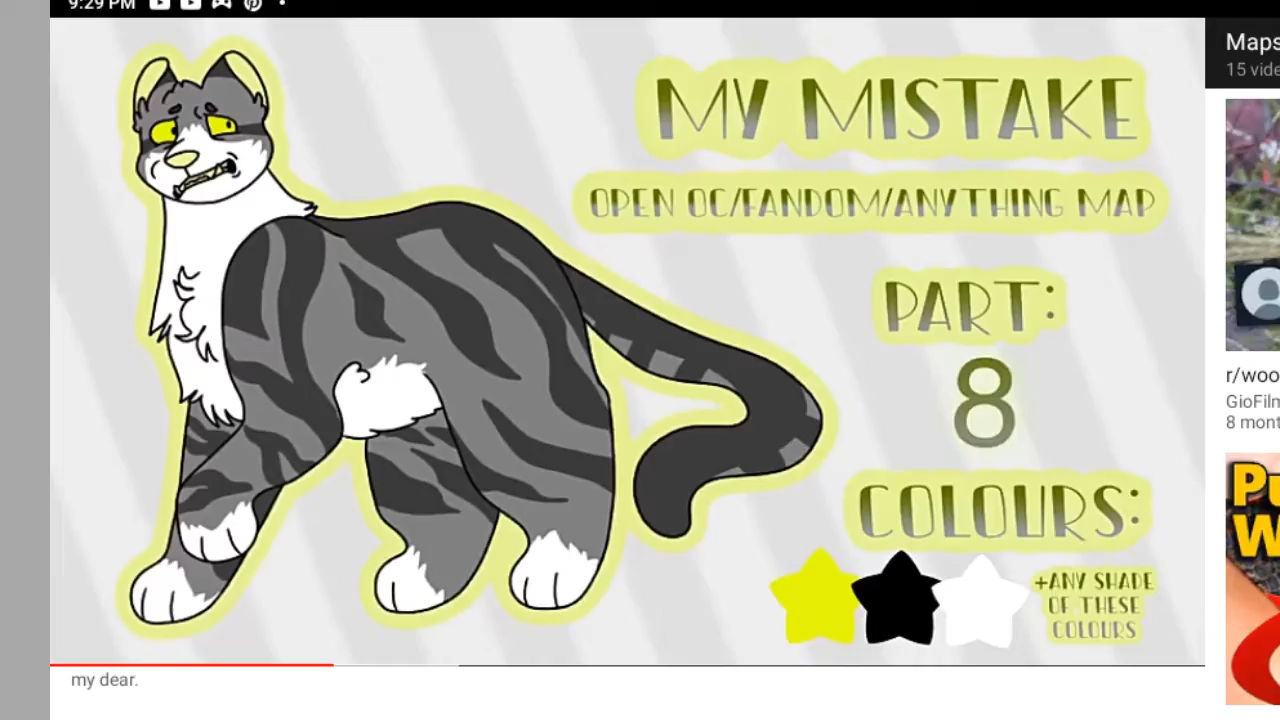 9:29 PM
MY MISTAKE
OPEN OC/FANDOM/ANYTHING MAP
PART:
8
COLOURS:
+ANY SHADE
OF THESE
COLOURS
my dear.
Maps
15 vide
r/woo
GioFilm
8 mont
Pu
W